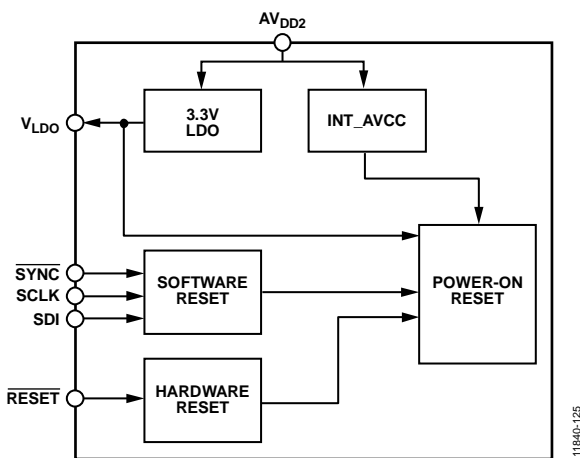 AVDD2
3.3V
LDO
INT_AVCC
VLDO
SYNC
SCLK
SDI
SOFTWARE
RESET
POWER-ON
RESET
RESET
HARDWARE
RESET
11840-125